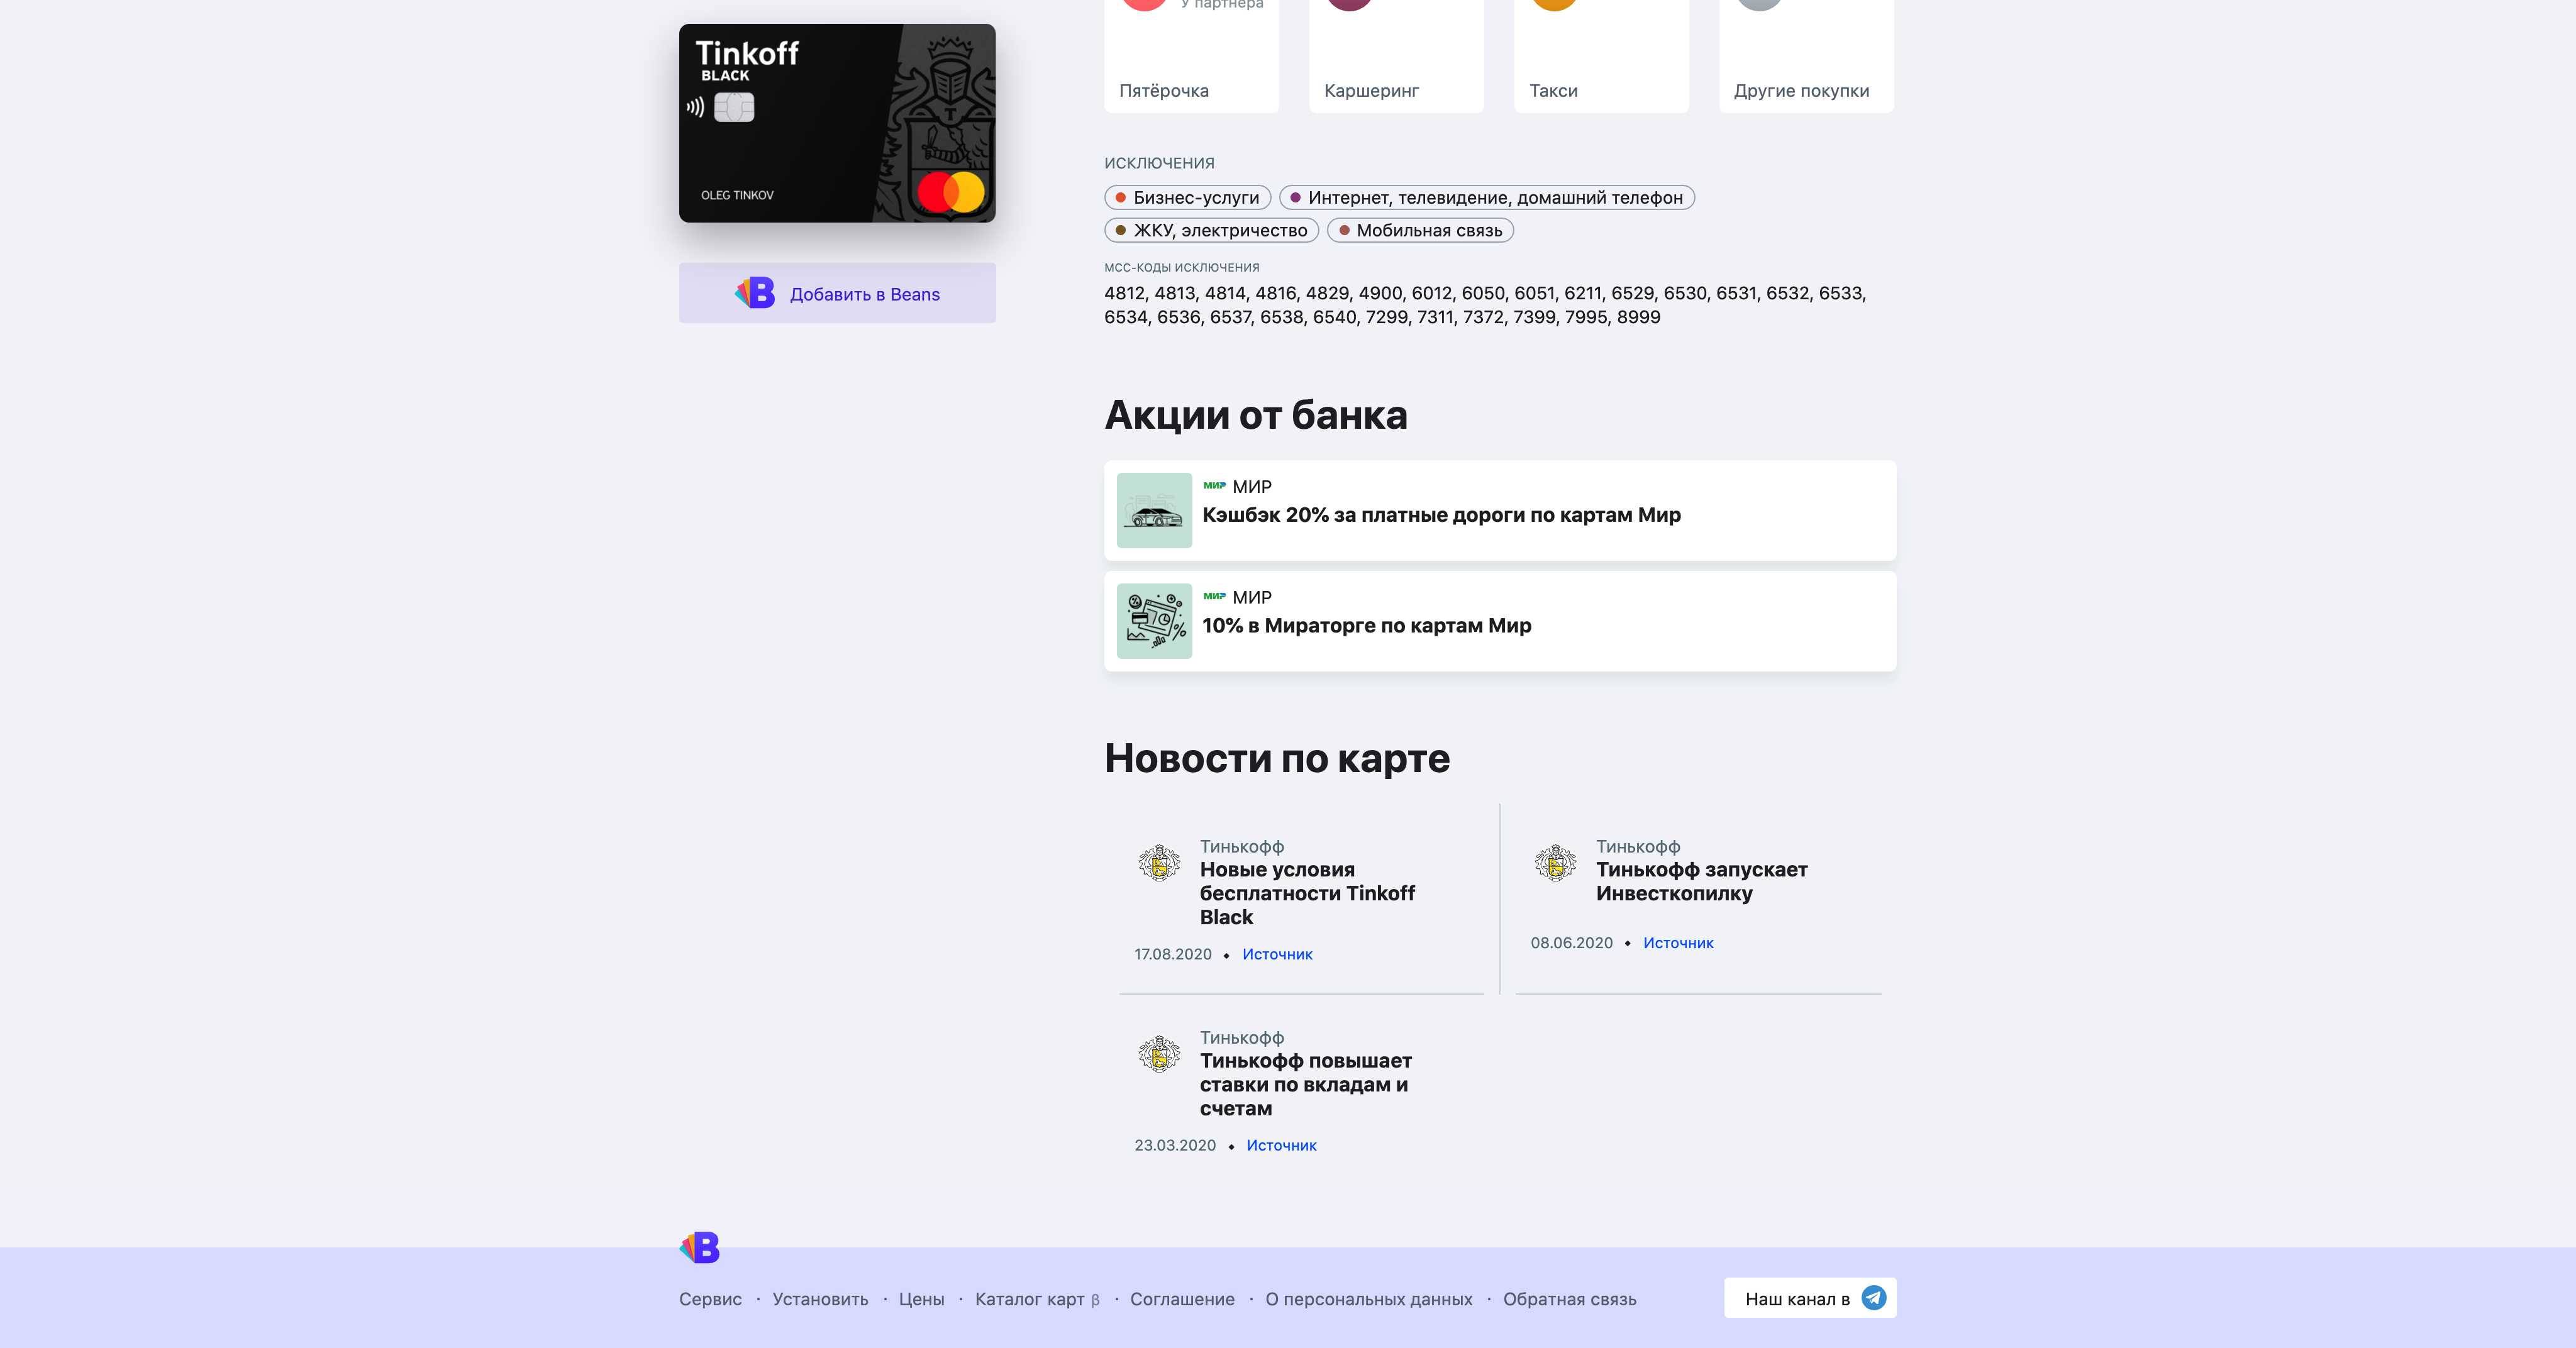 Tinkoff
BLACK
OLEG TINKOV
Добавить в Beans
У партнёра
Пятёрочка
Каршеринг
Такси
Другие покупки
ИСКЛЮЧЕНИЯ
Бизнес-услуги
Интернет, телевидение, домашний телефон
ЖКУ, электричество
Мобильная связь
МСС-КОДЫ ИСКЛЮЧЕНИЯ
4812, 4813, 4814, 4816, 4829, 4900, 6012, 6050, 6051, 6211, 6529, 6530, 6531, 6532, 6533,
6534, 6536, 6537, 6538, 6540, 7299, 7311, 7372, 7399, 7995, 8999
Акции от банка
МИР МИР
Кэшбэк 20% за платные дороги по картам Мир
МИР МИР
10% в Мираторге по картам Мир
Новости по карте
Тинькофф
Новые условия
бесплатности Tinkoff
Black
17.08.2020 • Источник
Тинькофф
Тинькофф запускает
Инвесткопилку
08.06.2020 • Источник
Тинькофф
Тинькофф повышает
ставки по вкладам и
счетам
23.03.2020 • Источник
B
Сервис · Установить · Цены · Каталог карт β · Соглашение · О персональных данных · Обратная связь
Наш канал в